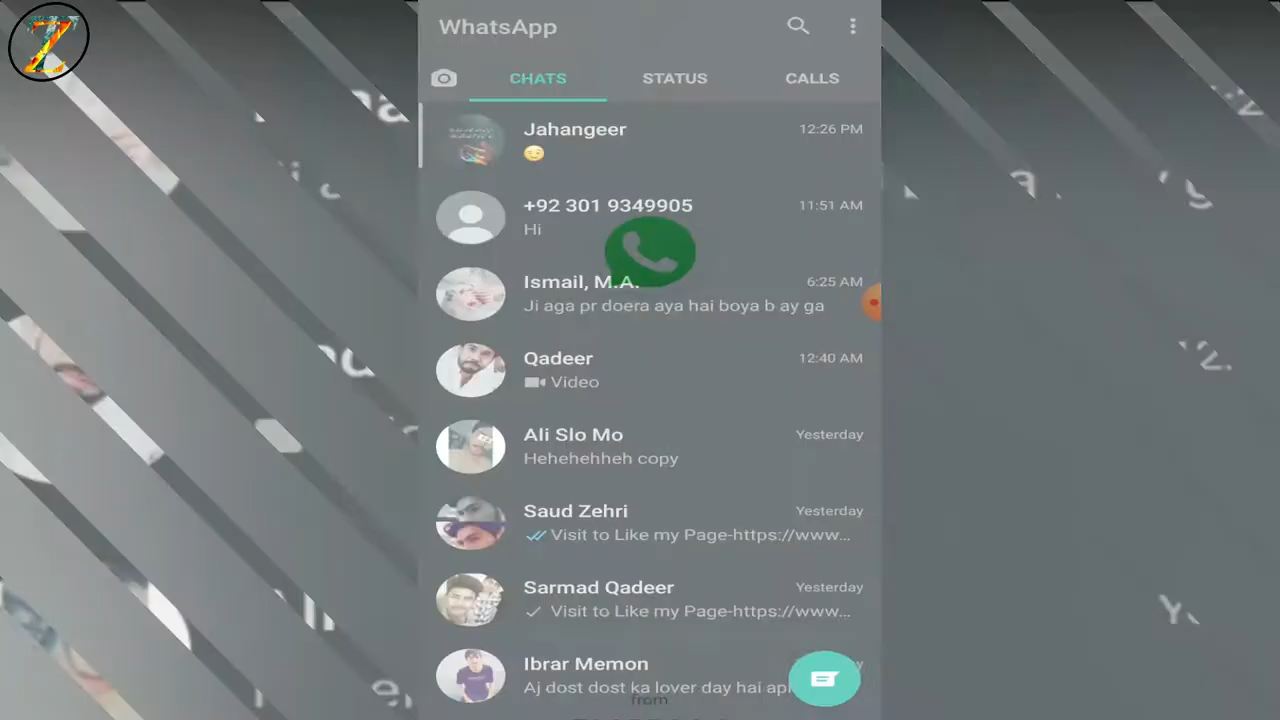 Z
WhatsApp
CHATS STATUS CALLS
Jahangeer 12:26 PM
+92 301 9349905 11:51 AM
Hi
Ismail, M.A. 6:25 AM
Ji aga pr doera aya hai boya b ay ga
Qadeer 12:40 AM
Video
Ali Slo Mo Yesterday
Hehehehheh copy
Saud Zehri Yesterday
Visit to Like my Page-https://www...
Sarmad Qadeer Yesterday
Visit to Like my Page-https://www...
Ibrar Memon
Aj dost dost ka lover day hai
from